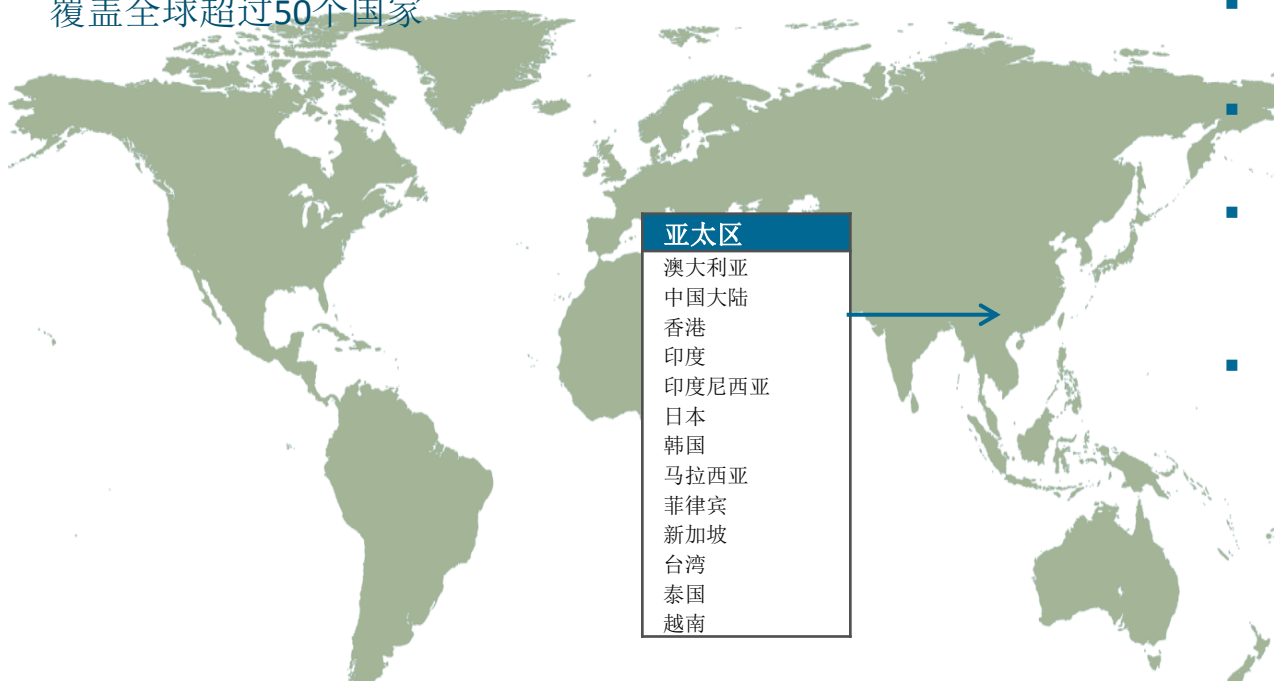 覆盖全球超过50个国家
亚太区
澳大利亚
中国大陆
香港
印度
印度尼西亚
日本
韩国
马拉西亚
菲律宾
新加坡
台湾
泰国
越南